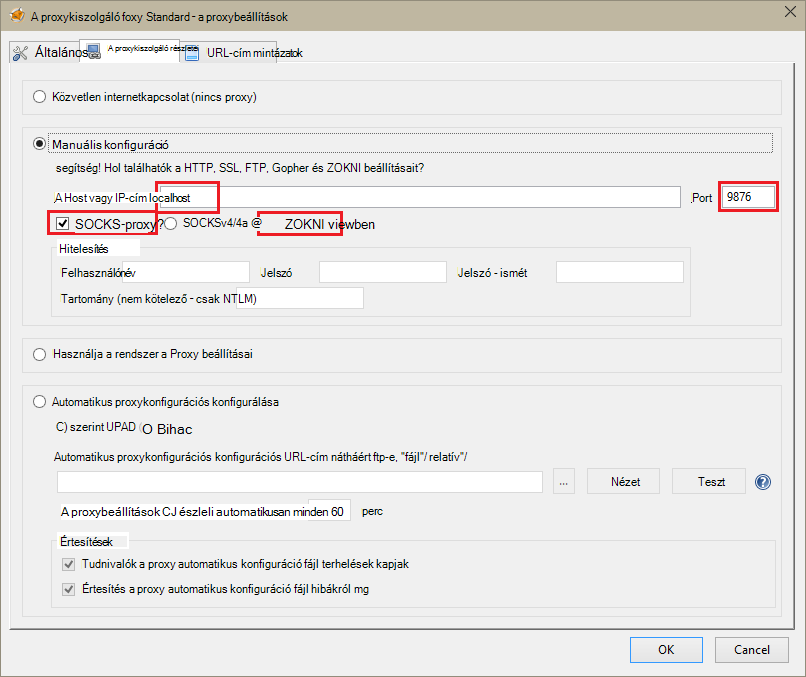 A proxykiszolgáló foxy Standard - a proxybeállítások
Általános A proxykiszolgáló részletei URL-cím mintázatok
Közvetlen internetkapcsolat (nincs proxy)
Manuális konfiguráció
segítség! Hol találhatók a HTTP, SSL, FTP, Gopher és ZOKNI beállításait?
A Host vagy IP-cím localhost Port 9876
SOCKS-proxy? SOCKSv4/4a @ ZOKNI viewben
Hitelesítés
Felhasználónév Jelszó Jelszó - ismét
Tartomány (nem kötelező - csak NTLM)
Használja a rendszer a Proxy beállításai
Automatikus proxykonfigurációs konfigurálása
C) szerint UPAD (O Bihac
Automatikus proxykonfigurációs konfigurációs URL-cím nátháért ftp-e, "fájl"/ relatív"/
... Nézet Teszt ?
A proxybeállítások CJ észleli automatikusan minden 60 perc
Értesítések
Tudnivalók a proxy automatikus konfiguráció fájl terhelések kapjak
Értesítés a proxy automatikus konfiguráció fájl hibákról mg
OK Cancel